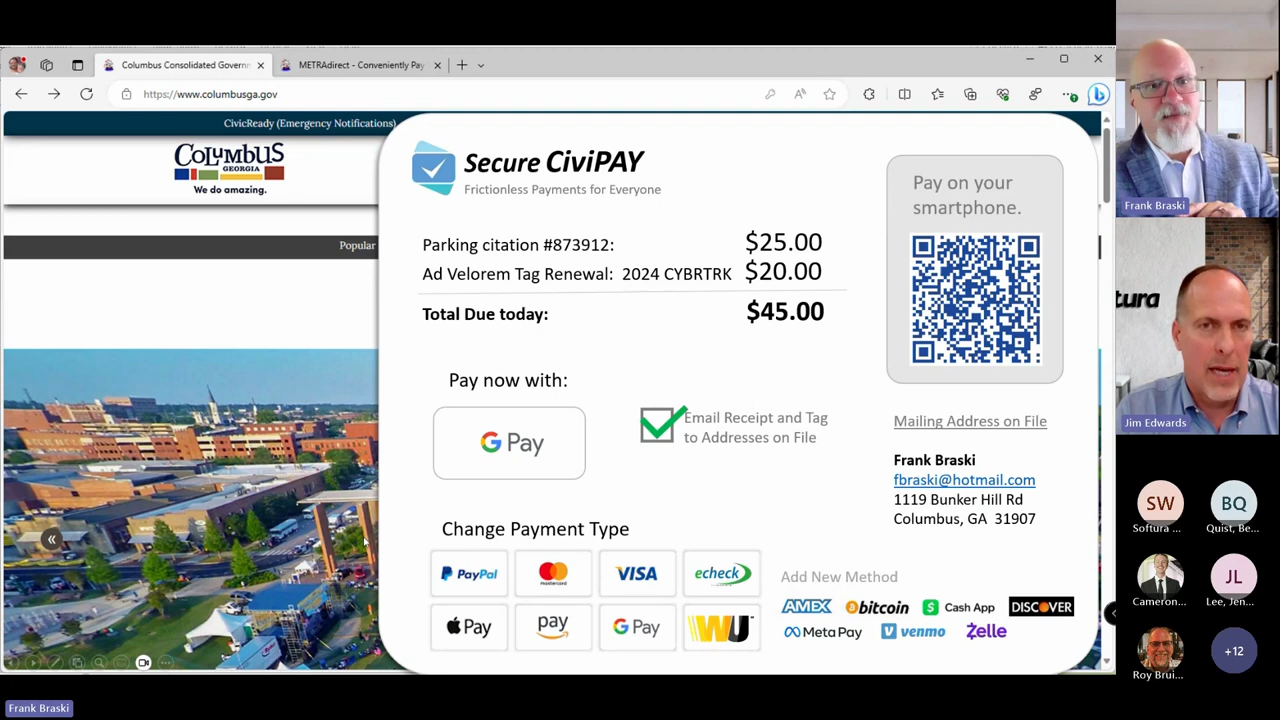 Columbus Consolidated Governm
METRAdirect - Conveniently Pay
https://www.columbusga.gov
CivicReady (Emergency Notifications)
COLUMBUS
GEORGIA
We do amazing.
Popular
Secure CiviPAY
Frictionless Payments for Everyone
Parking citation #873912: $25.00
Ad Velorem Tag Renewal: 2024 CYBRTRK $20.00
Total Due today: $45.00
Pay on your
smartphone.
Pay now with:
G Pay
Email Receipt and Tag
to Addresses on File
Mailing Address on File
Frank Braski
fbraski@hotmail.com
1119 Bunker Hill Rd
Columbus, GA 31907
Change Payment Type
PayPal
mastercard
VISA
echeck
Pay
pay
G Pay
WU
Add New Method
AMEX
bitcoin
Cash App
DISCOVER
Meta Pay
venmo
Zelle
Frank Braski
tura
Jim Edwards
SW
Softura ...
BQ
Quist, Be...
Cameron...
JL
Lee, Jen...
Roy Brui...
+12
Frank Braski